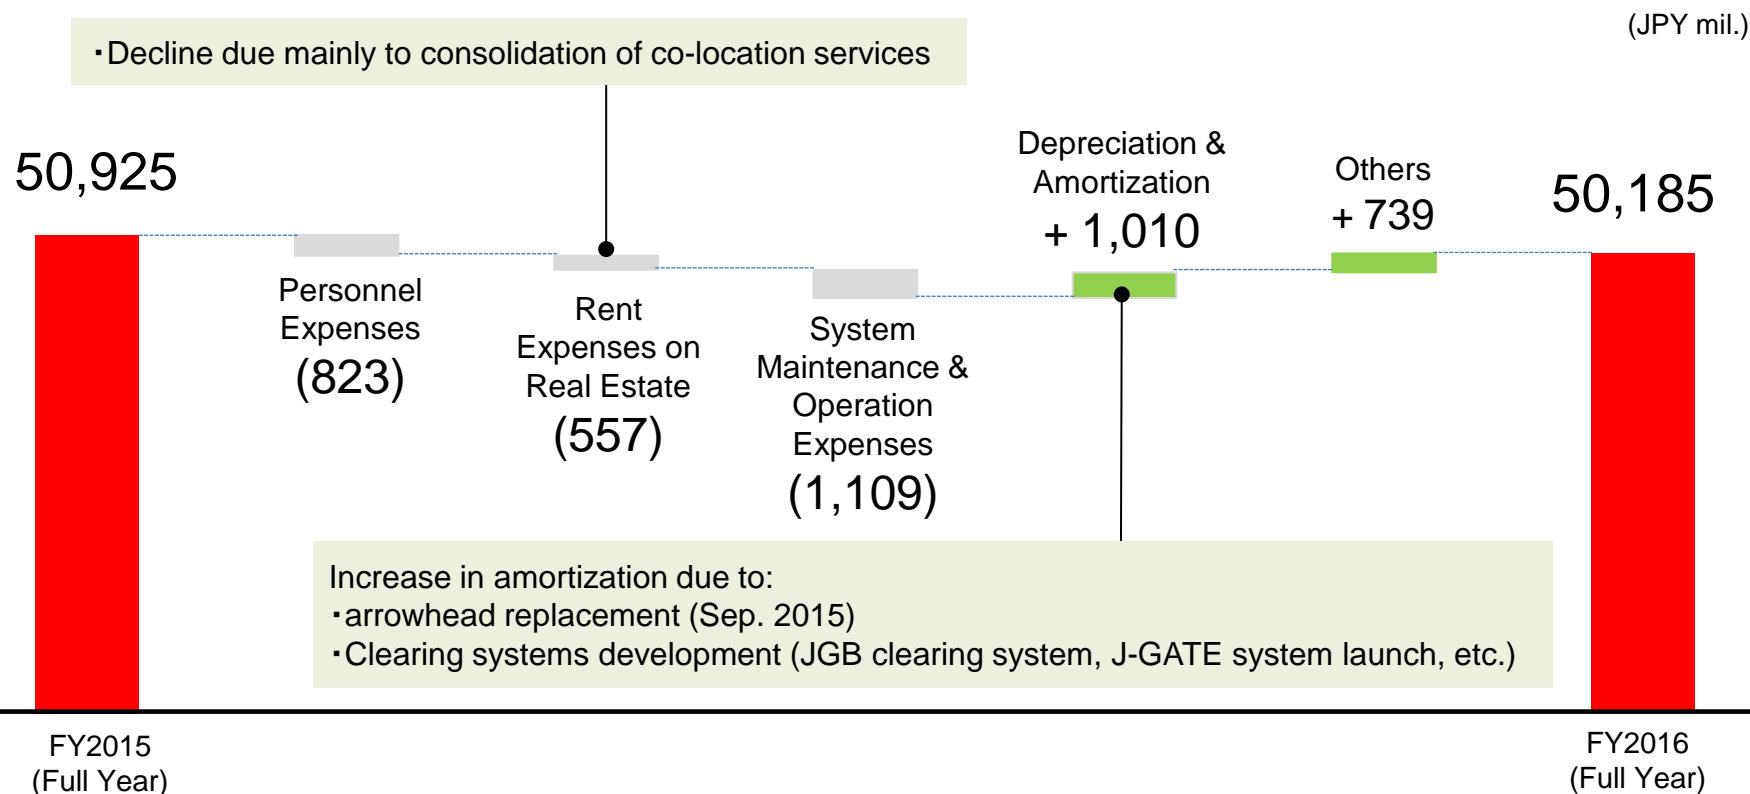 (JPY mil.)
・Decline due mainly to consolidation of co-location services
50,925
Personnel
Expenses
(823)
Rent
Expenses on
Real Estate
(557)
System
Maintenance &
Operation
Expenses
(1,109)
Depreciation &
Amortization
+ 1,010
Others
+ 739
50,185
Increase in amortization due to:
・arrowhead replacement (Sep. 2015)
・Clearing systems development (JGB clearing system, J-GATE system launch, etc.)
FY2015
(Full Year)
FY2016
(Full Year)